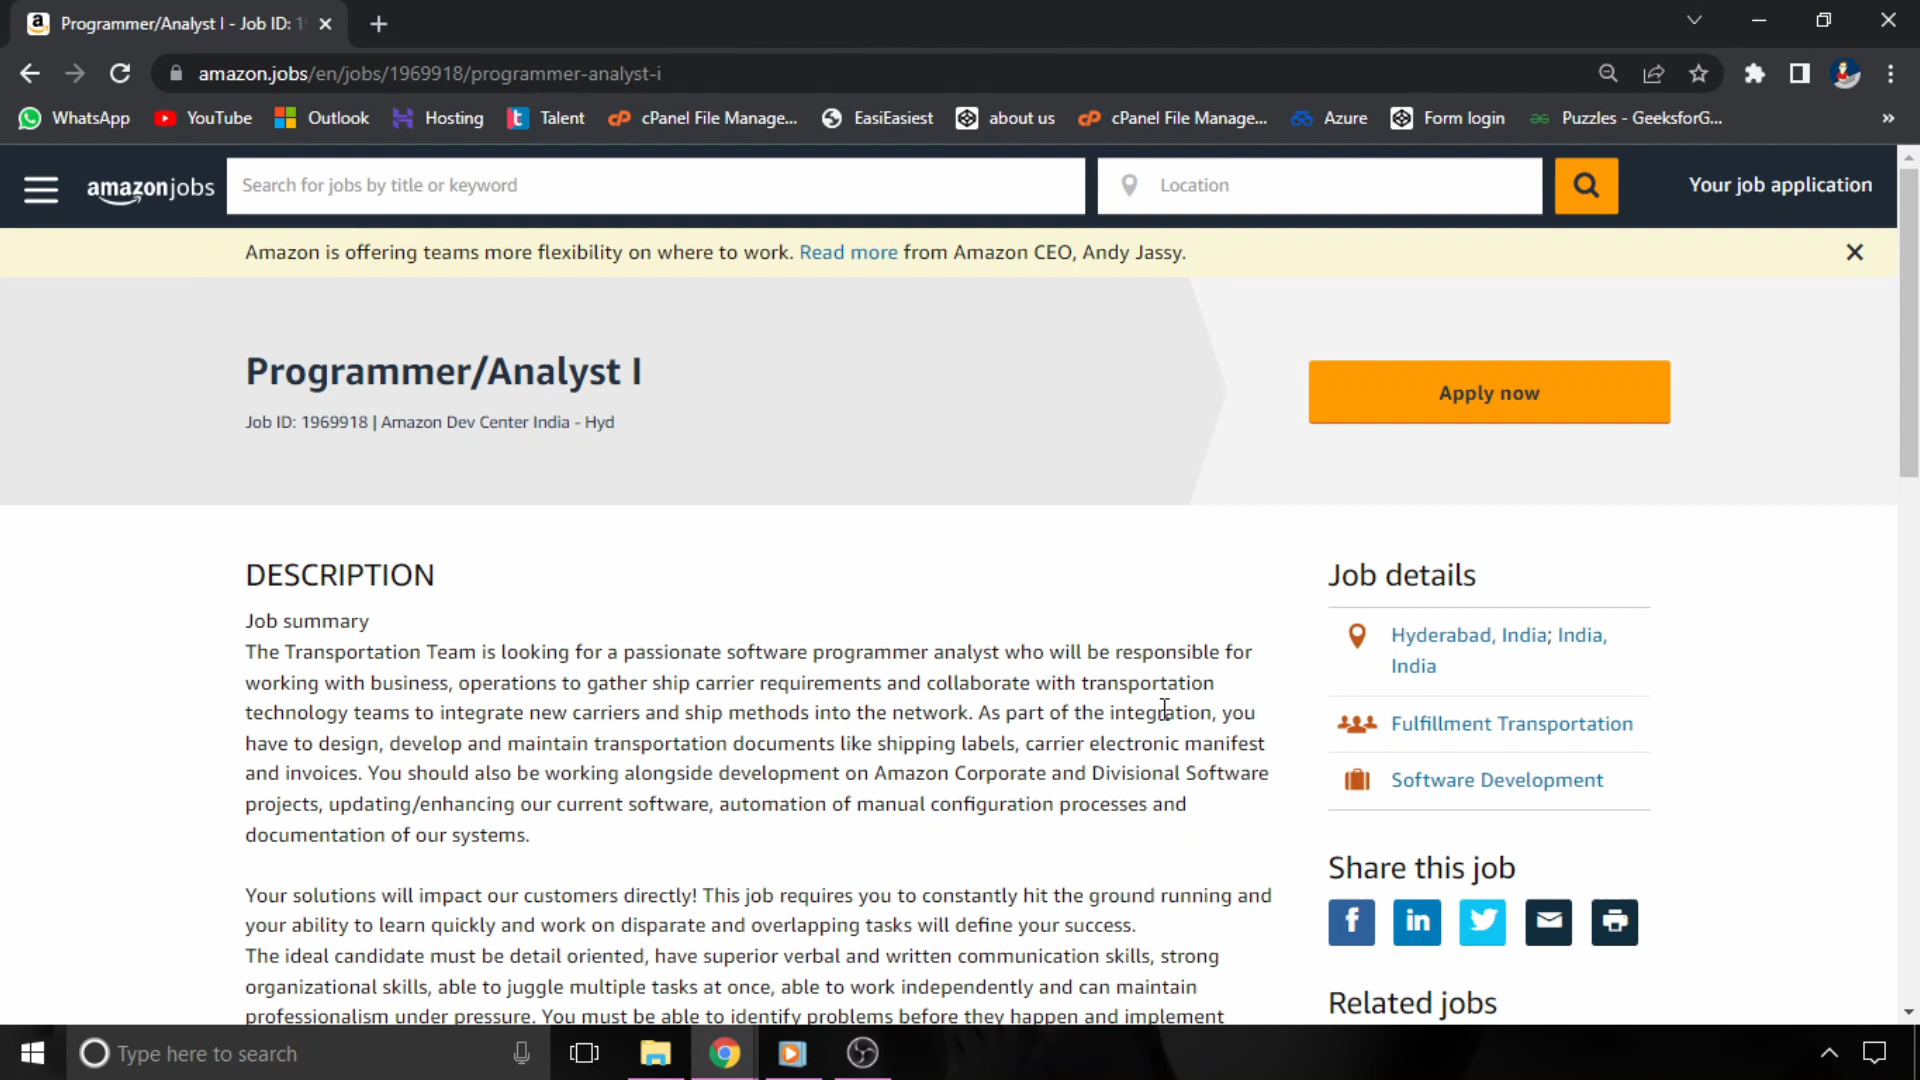 Programmer/Analyst I - Job ID: 1
amazon.jobs/en/jobs/1969918/programmer-analyst-i
WhatsApp YouTube Outlook Hosting Talent cPanel File Manage... EasiEasiest about us cPanel File Manage... Azure Form login Puzzles - GeeksforG... »
amazonjobs Search for jobs by title or keyword Location Your job application
Amazon is offering teams more flexibility on where to work. Read more from Amazon CEO, Andy Jassy.
Programmer/Analyst I
Job ID: 1969918 | Amazon Dev Center India - Hyd
Apply now
DESCRIPTION
Job summary
The Transportation Team is looking for a passionate software programmer analyst who will be responsible for
working with business, operations to gather ship carrier requirements and collaborate with transportation
technology teams to integrate new carriers and ship methods into the network. As part of the integration, you
have to design, develop and maintain transportation documents like shipping labels, carrier electronic manifest
and invoices. You should also be working alongside development on Amazon Corporate and Divisional Software
projects, updating/enhancing our current software, automation of manual configuration processes and
documentation of our systems.
Your solutions will impact our customers directly! This job requires you to constantly hit the ground running and
your ability to learn quickly and work on disparate and overlapping tasks will define your success.
The ideal candidate must be detail oriented, have superior verbal and written communication skills, strong
organizational skills, able to juggle multiple tasks at once, able to work independently and can maintain
professionalism under pressure. You must be able to identify problems before they happen and implement
Job details
Hyderabad, India; India,
India
Fulfillment Transportation
Software Development
Share this job
Related jobs
Type here to search